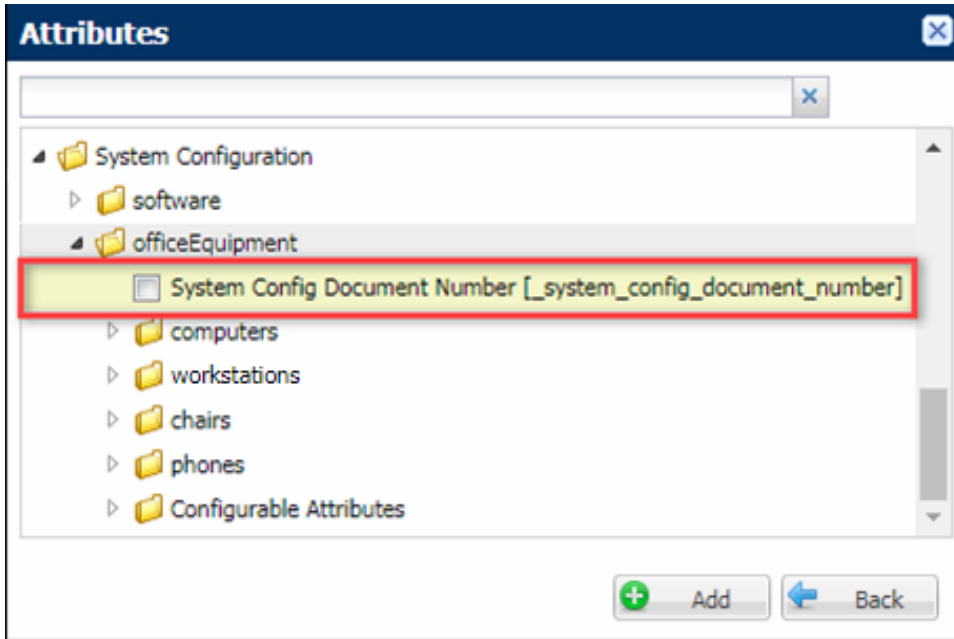 Attributes
System Configuration
software
officeEquipment
System Config Document Number [_system_config_document_number]
computers
workstations
chairs
phones
Configurable Attributes
Add Back